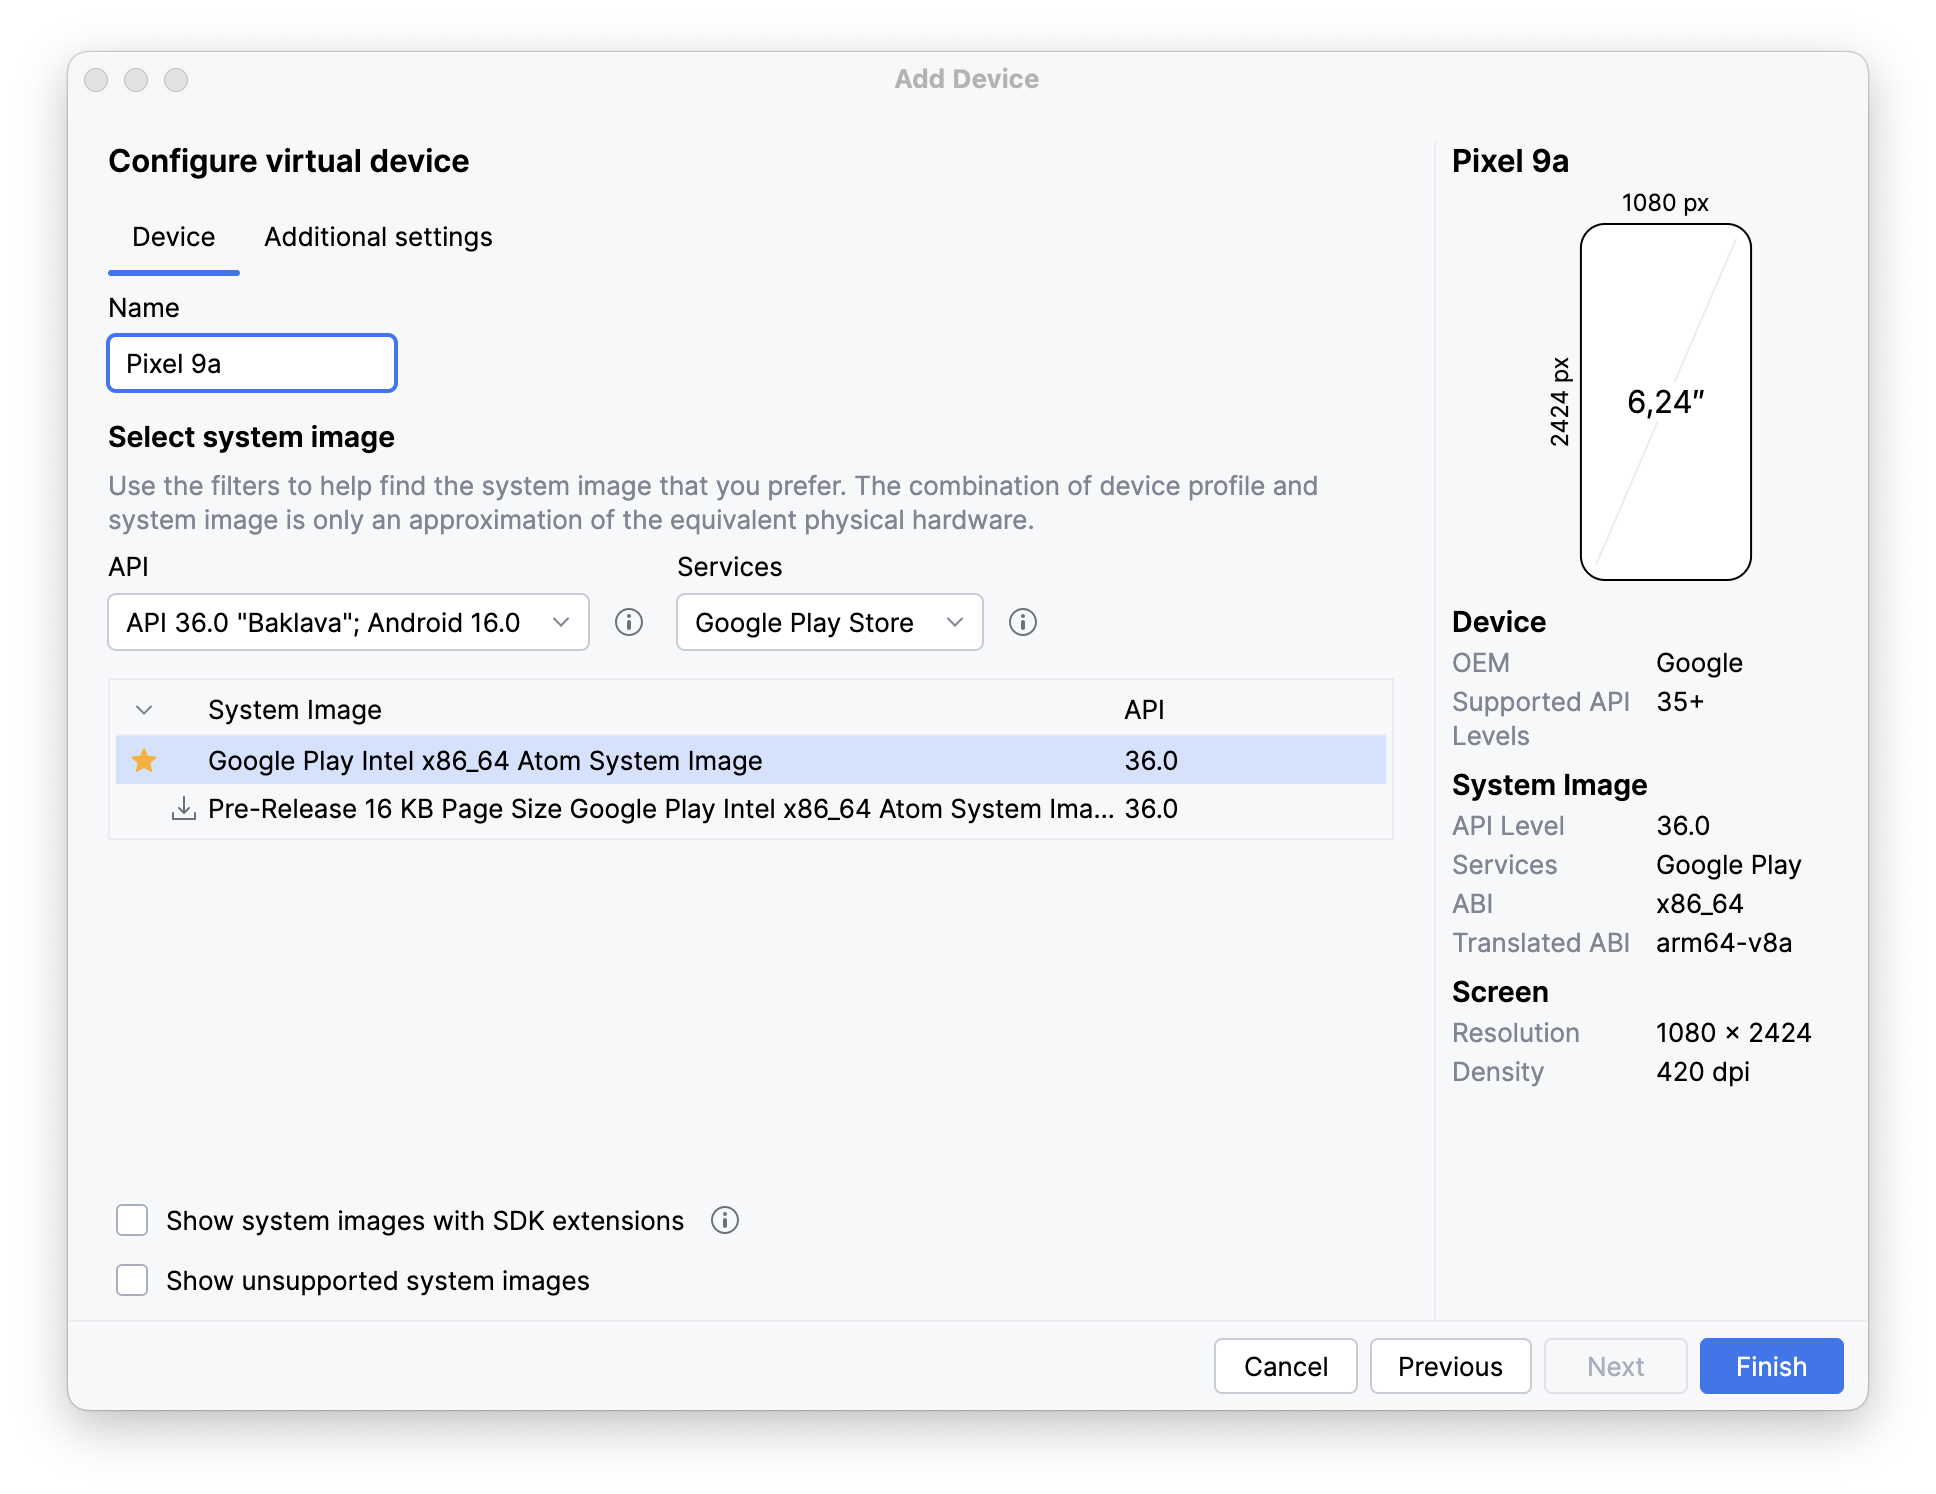 Add Device
Configure virtual device
Device Additional settings
Name
Pixel 9a
Select system image
Use the filters to help find the system image that you prefer. The combination of device profile and
system image is only an approximation of the equivalent physical hardware.
API Services
API 36.0 "Baklava"; Android 16.0 Google Play Store
System Image API
Google Play Intel x86_64 Atom System Image 36.0
Pre-Release 16 KB Page Size Google Play Intel x86_64 Atom System Ima... 36.0
Show system images with SDK extensions
Show unsupported system images
Pixel 9a
1080 px
2424 px
6,24″
Device
OEM Google
Supported API 35+
Levels
System Image
API Level 36.0
Services Google Play
ABI x86_64
Translated ABI arm64-v8a
Screen
Resolution 1080 × 2424
Density 420 dpi
Cancel Previous Next Finish